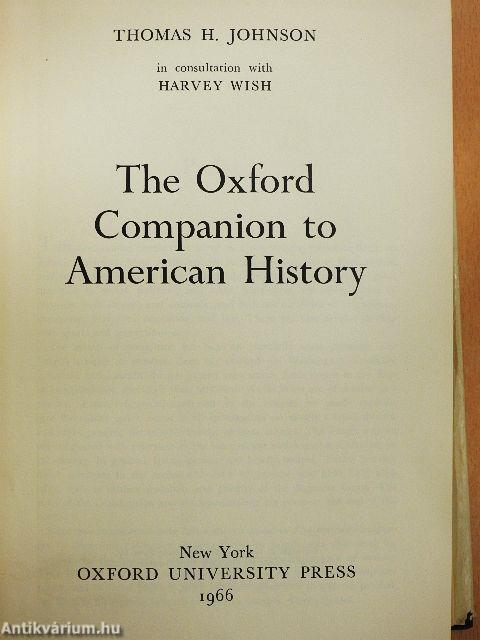 THOMAS H. JOHNSON
in consultation with
HARVEY WISH
The Oxford
Companion to
American History
New York
OXFORD UNIVERSITY PRESS
1966
Antikvárium.hu